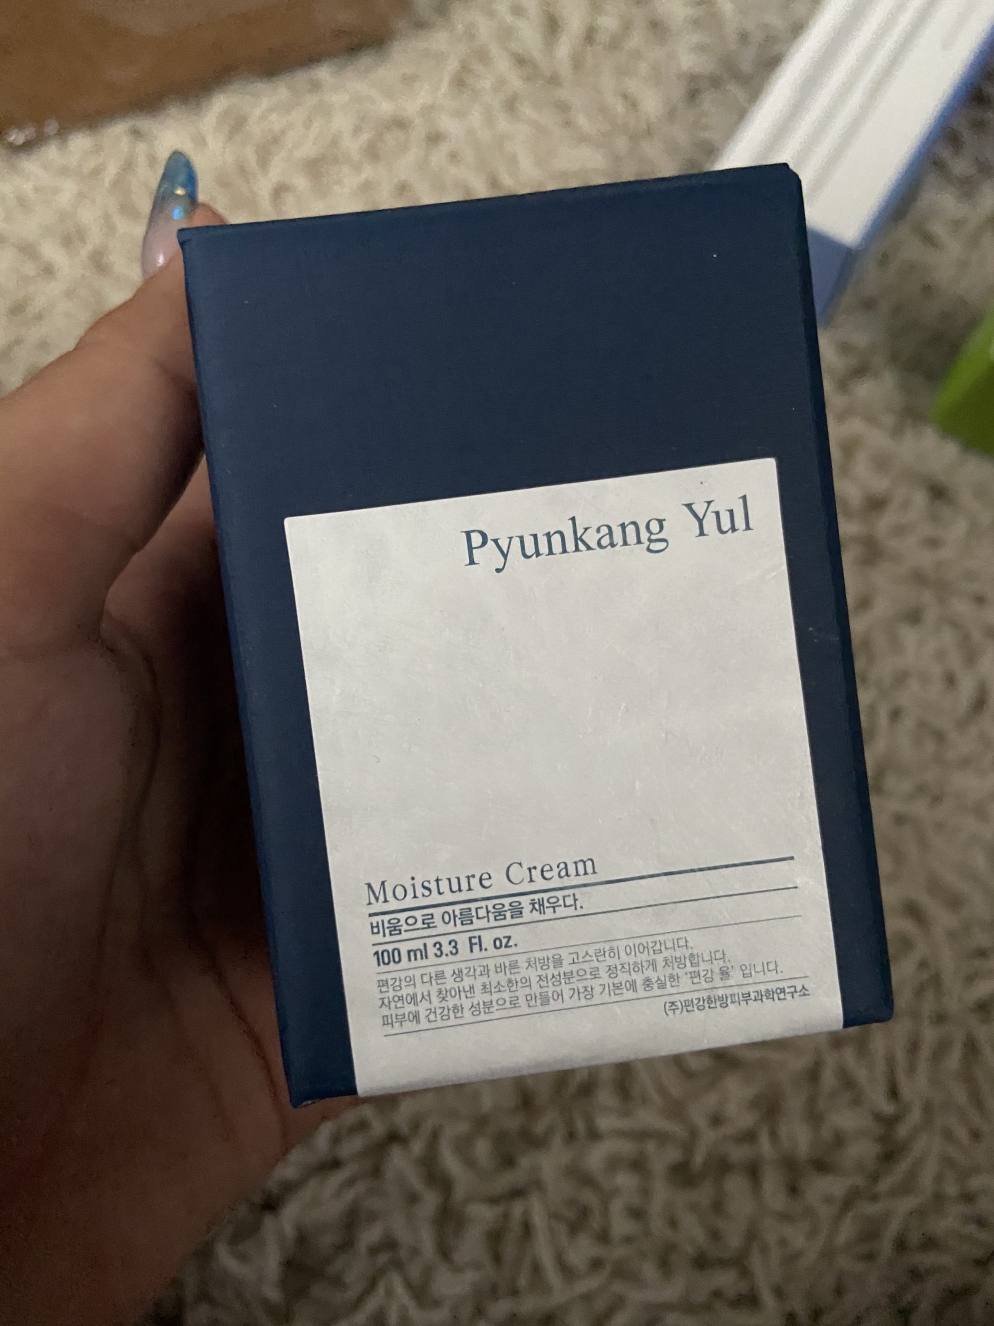 Pyunkang Yul
Moisture Cream
비움으로 아름다움을 채우다.
100 ml 3.3 Fl. oz.
편강의 다른 생각과 바른 처방을 고스란히 이어갑니다.
자연에서 찾아낸 최소한의 전성분으로 정직하게 처방합니다.
피부에 건강한 성분으로 만들어 가장 기본에 충실한 '편강 율' 입니다.
(주)편강한방피부과학연구소